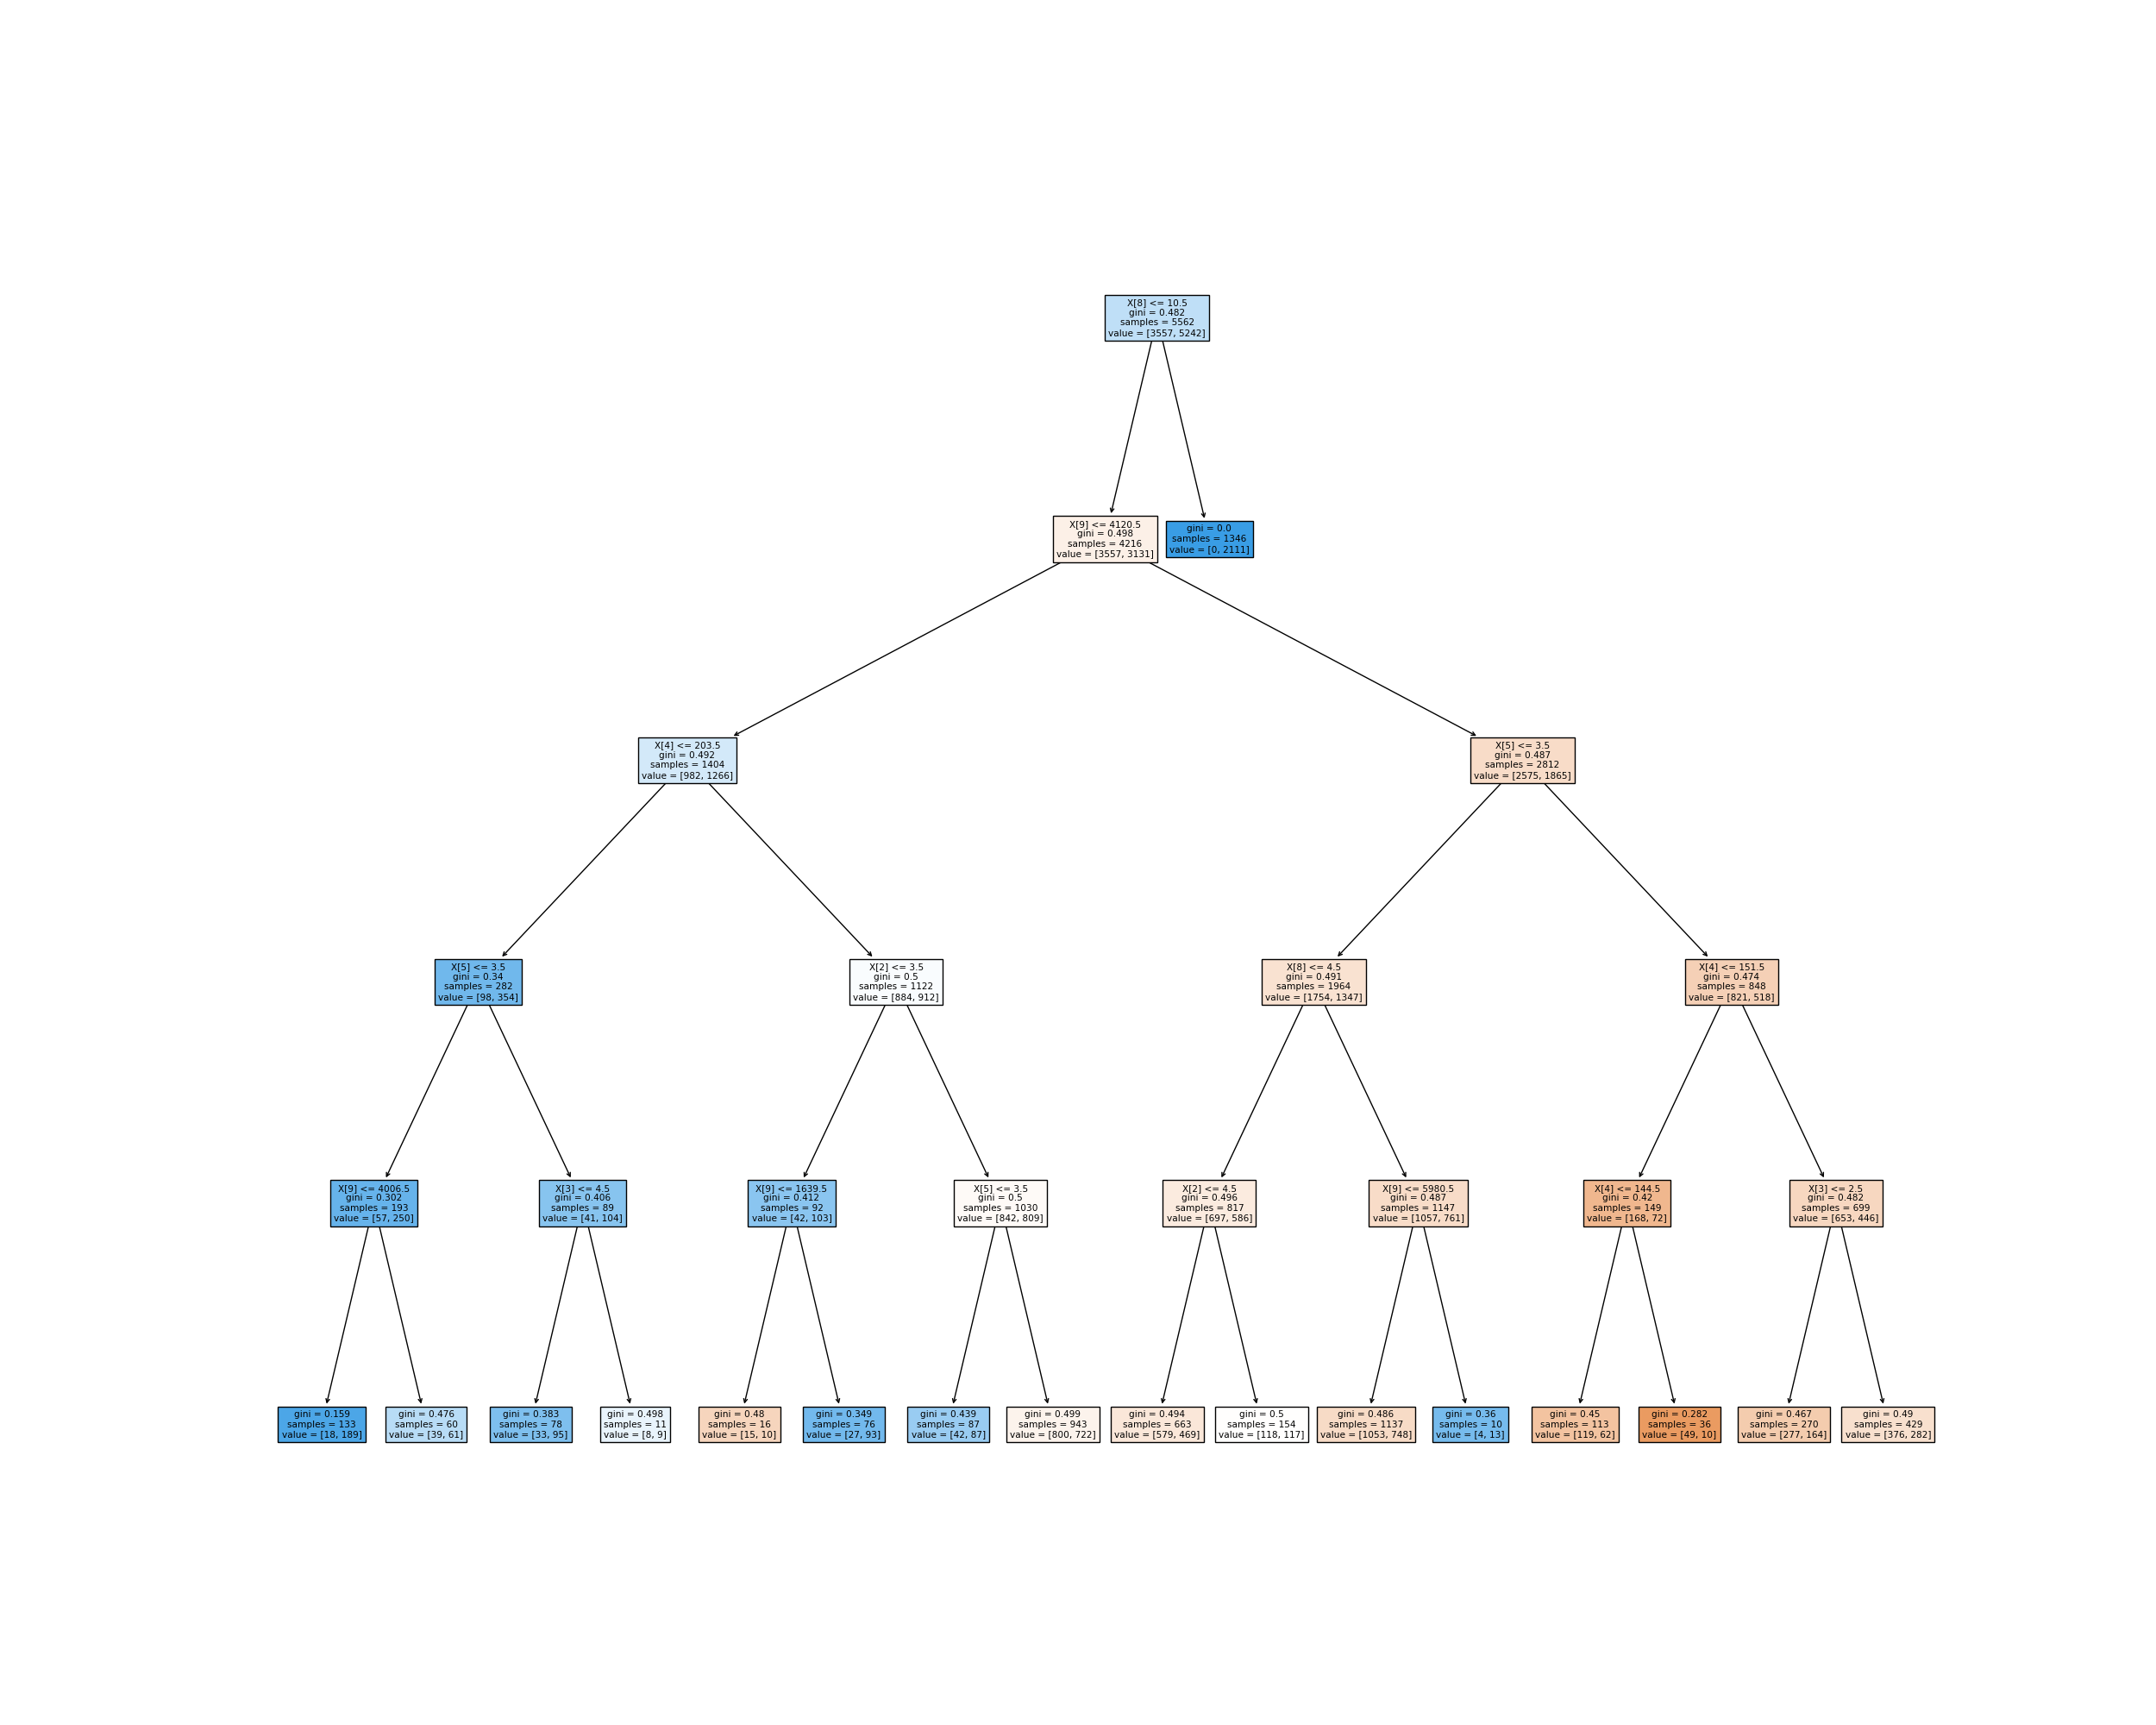 X[8] <= 10.5
gini = 0.482
samples = 5562
value = [3557, 5242]
X[9] <= 4120.5
gini = 0.498
samples = 4216
value = [3557, 3131]
gini = 0.0
samples = 1346
value = [0, 2111]
X[4] <= 203.5
gini = 0.492
samples = 1404
value = [982, 1266]
X[5] <= 3.5
gini = 0.487
samples = 2812
value = [2575, 1865]
X[5] <= 3.5
gini = 0.34
samples = 282
value = [98, 354]
X[2] <= 3.5
gini = 0.5
samples = 1122
value = [884, 912]
X[8] <= 4.5
gini = 0.491
samples = 1964
value = [1754, 1347]
X[4] <= 151.5
gini = 0.474
samples = 848
value = [821, 518]
X[9] <= 4006.5
gini = 0.302
samples = 193
value = [57, 250]
X[3] <= 4.5
gini = 0.406
samples = 89
value = [41, 104]
X[9] <= 1639.5
gini = 0.412
samples = 92
value = [42, 103]
X[5] <= 3.5
gini = 0.5
samples = 1030
value = [842, 809]
X[2] <= 4.5
gini = 0.496
samples = 817
value = [697, 586]
X[9] <= 5980.5
gini = 0.487
samples = 1147
value = [1057, 761]
X[4] <= 144.5
gini = 0.42
samples = 149
value = [168, 72]
X[3] <= 2.5
gini = 0.482
samples = 699
value = [653, 446]
gini = 0.159
samples = 133
value = [18, 189]
gini = 0.476
samples = 60
value = [39, 61]
gini = 0.383
samples = 78
value = [33, 95]
gini = 0.498
samples = 11
value = [8, 9]
gini = 0.48
samples = 16
value = [15, 10]
gini = 0.349
samples = 76
value = [27, 93]
gini = 0.439
samples = 87
value = [42, 87]
gini = 0.499
samples = 943
value = [800, 722]
gini = 0.494
samples = 663
value = [579, 469]
gini = 0.5
samples = 154
value = [118, 117]
gini = 0.486
samples = 1137
value = [1053, 748]
gini = 0.36
samples = 10
value = [4, 13]
gini = 0.45
samples = 113
value = [119, 62]
gini = 0.282
samples = 36
value = [49, 10]
gini = 0.467
samples = 270
value = [277, 164]
gini = 0.49
samples = 429
value = [376, 282]